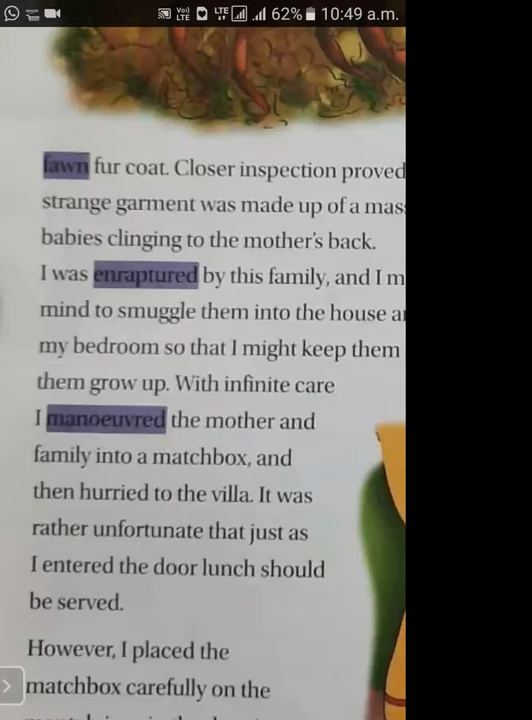 Voi) LTE LTE 62% 10:49 a.m.
fawn fur coat. Closer inspection proved
strange garment was made up of a mas
babies clinging to the mother's back.
I was enraptured by this family, and I m
mind to smuggle them into the house a
my bedroom so that I might keep them
them grow up. With infinite care
I manoeuvred the mother and
family into a matchbox, and
then hurried to the villa. It was
rather unfortunate that just as
I entered the door lunch should
be served.
However, I placed the
matchbox carefully on the